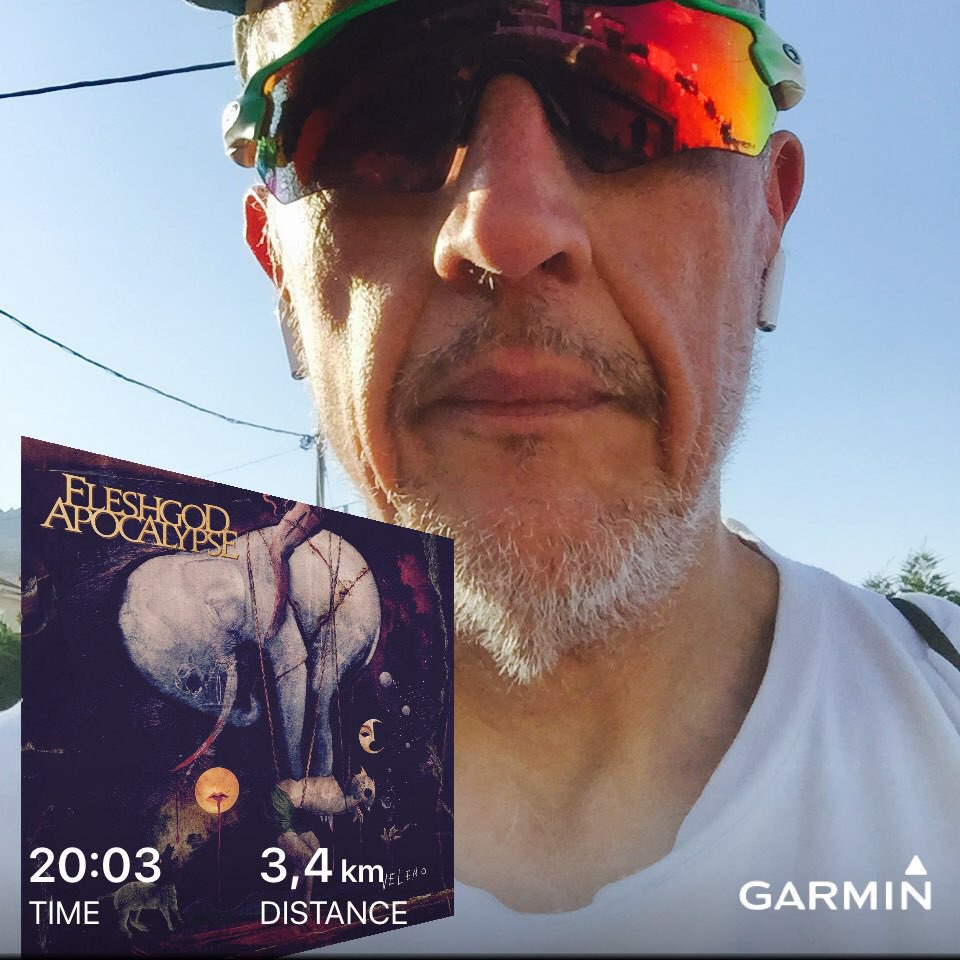 FLESHGOD
APOCALYPSE
VELENO
20:03
TIME
3,4 km
DISTANCE
GARMIN